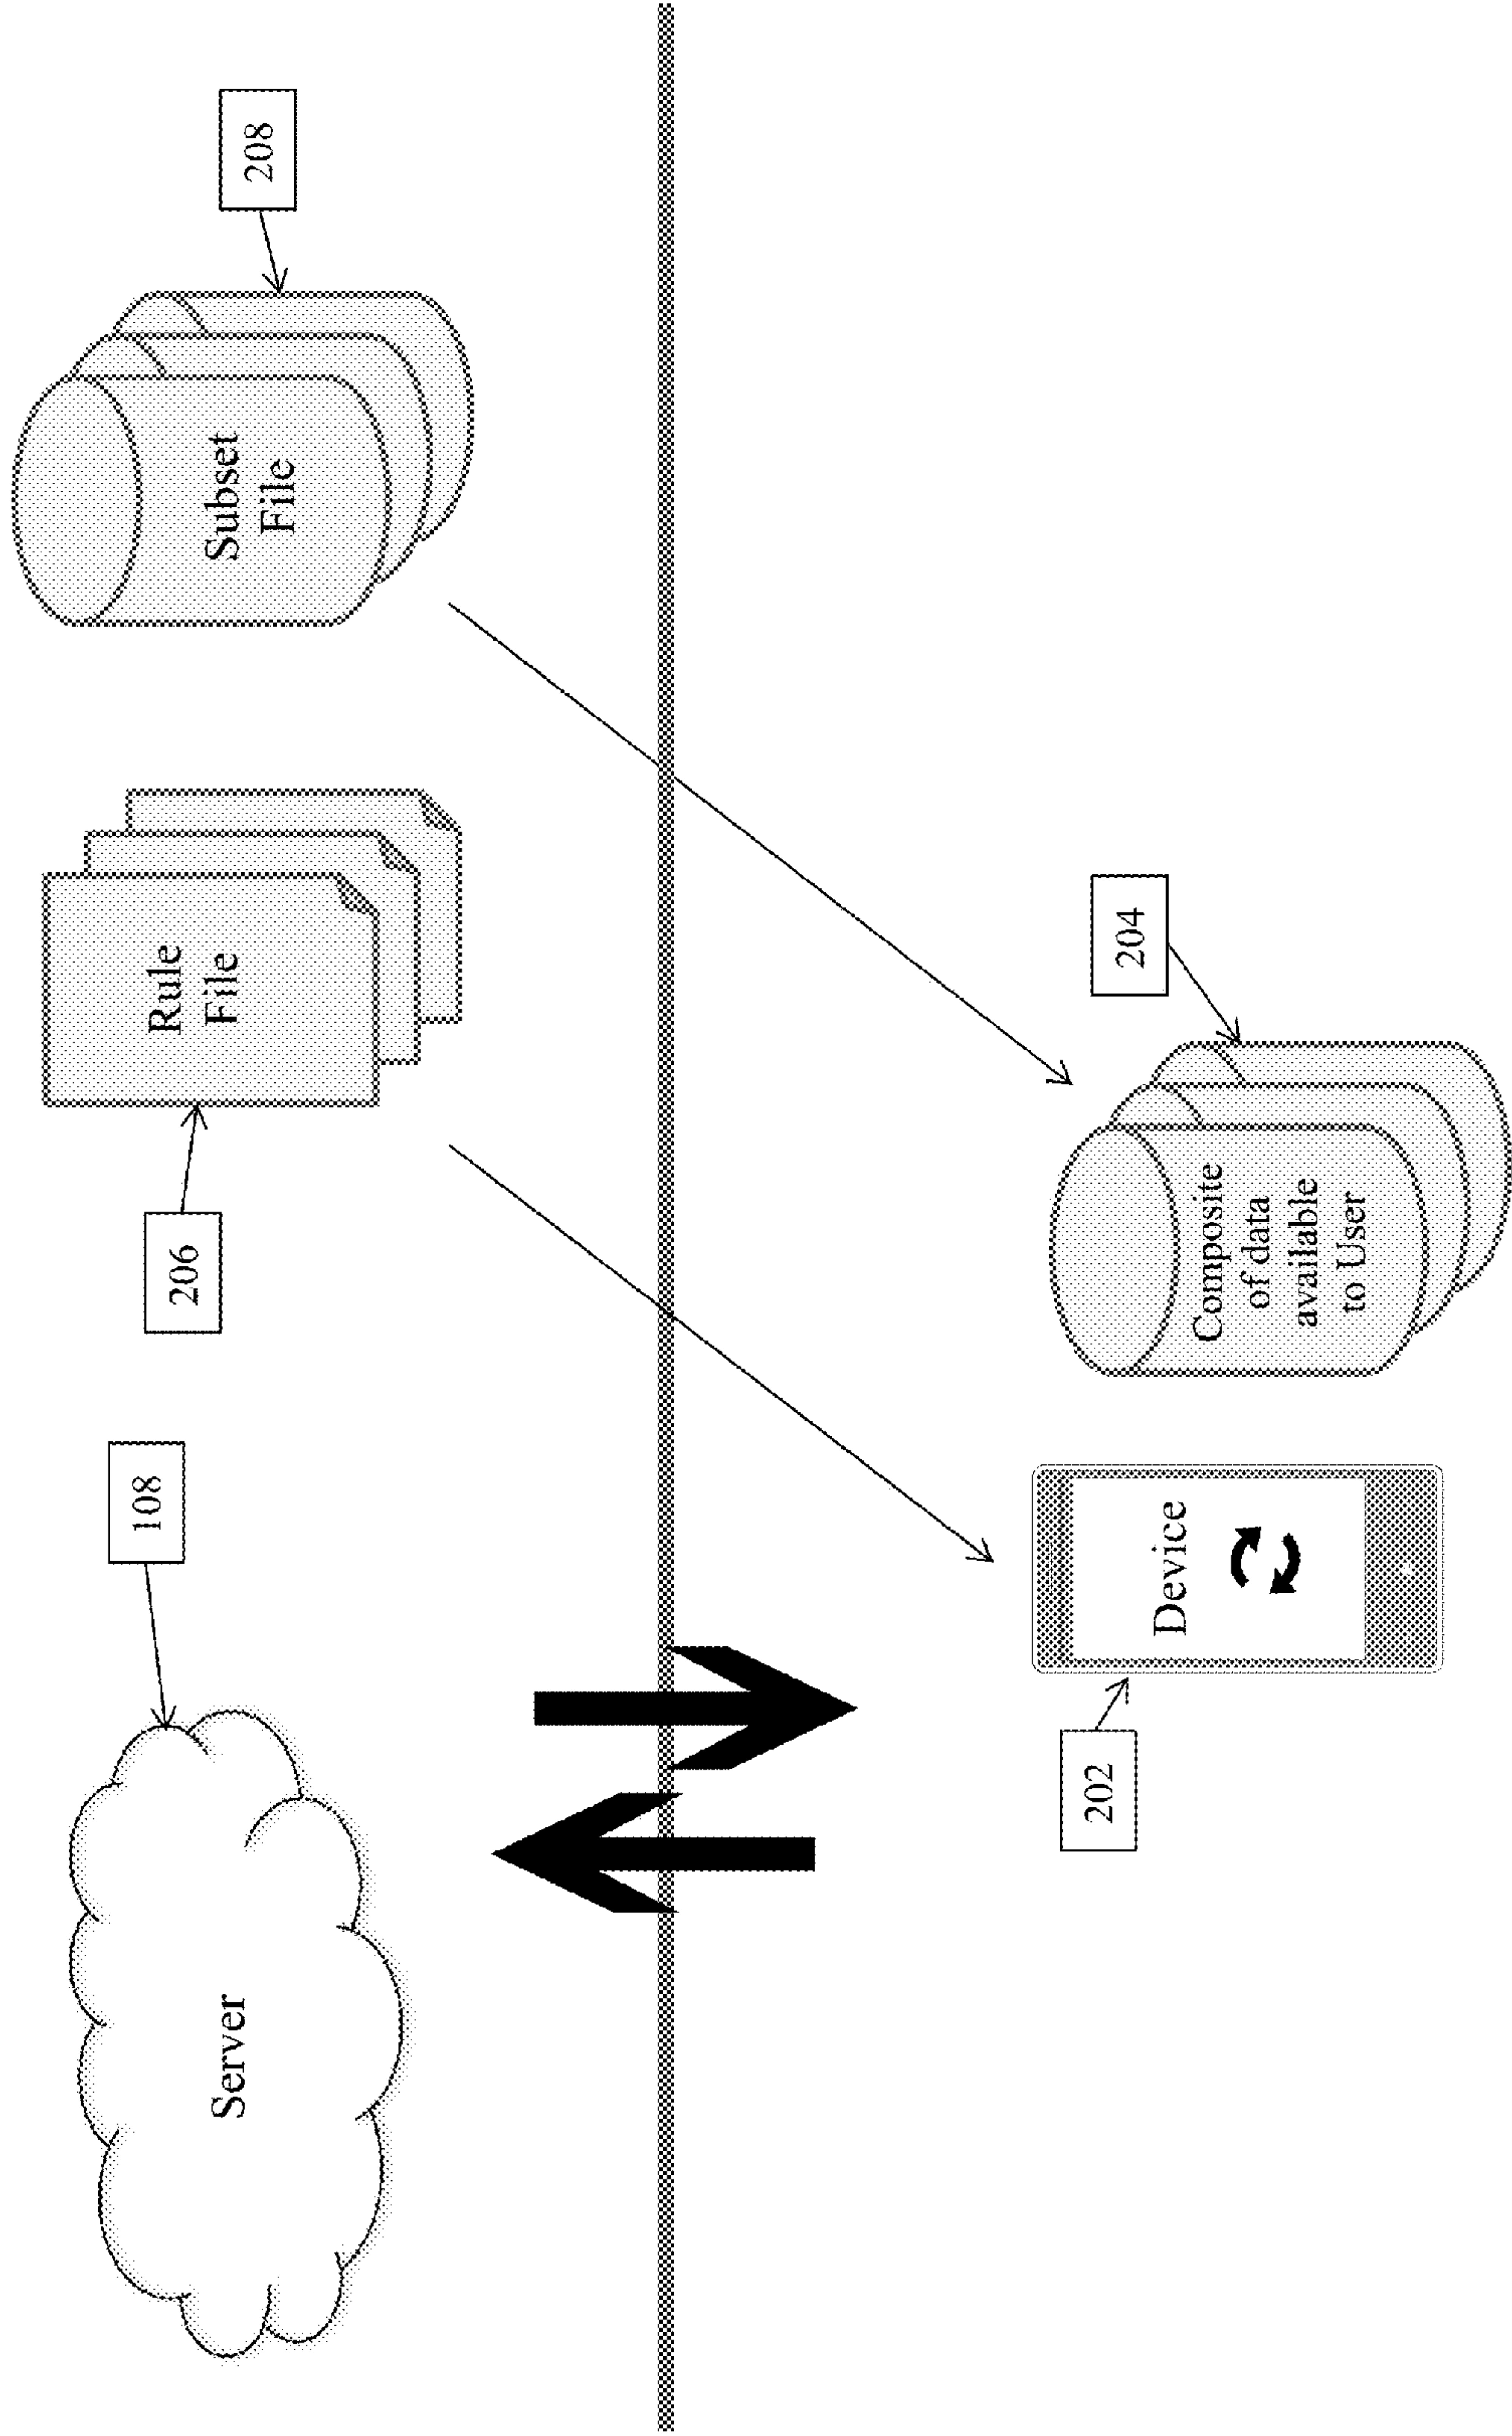 Server
108
206
Rule
File
Subset
File
208
202
Device
Composite
of data
available
to User
204